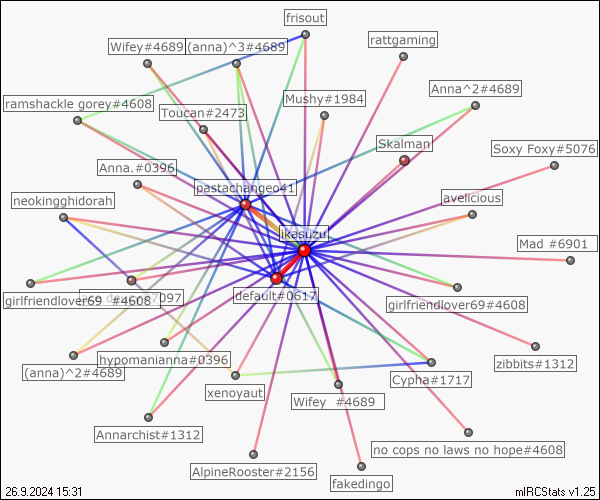 frisout
Wifey#4689
(anna)^3#4689
rattgaming
Anna^2#4689
ramshackle gorey#4608
Mushy#1984
Toucan#2473
Skalman
Soxy Foxy#5076
Anna.#0396
pastachangeo41
neokingghidorah
avelicious
ikasuzu
Mad #6901
default#0617
girlfriendlover69 #4608
girlfriendlover69#4608
zibbits#1312
hypomanianna#0396
(anna)^2#4689
Cypha#1717
xenoyaut
Wifey #4689
Annarchist#1312
no cops no laws no hope#4608
AlpineRooster#2156
fakedingo
26.9.2024 15:31
mIRCStats v1.25